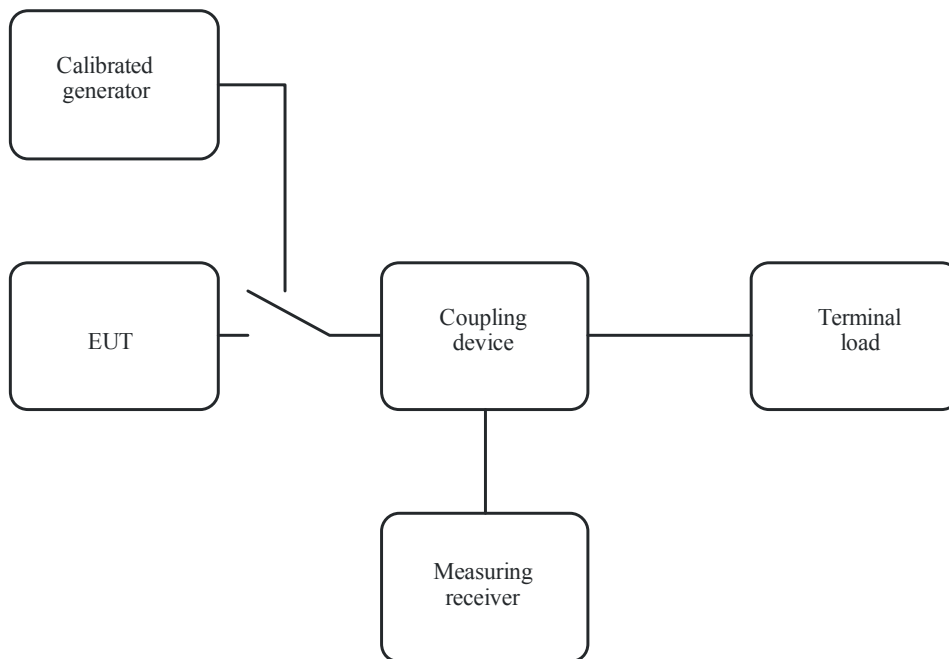 Calibrated
generator
EUT
Coupling
device
Terminal
load
Measuring
receiver